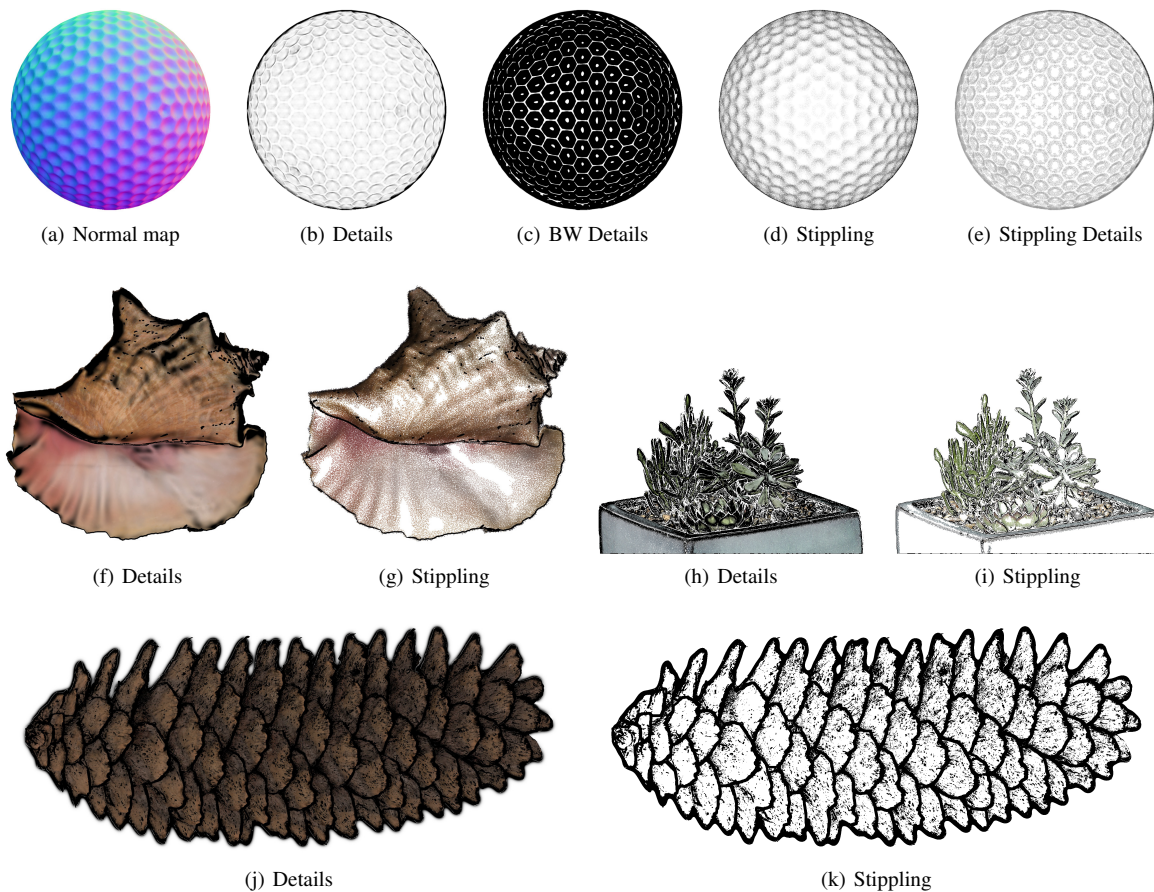 (a) Normal map
(b) Details
(c) BW Details
(d) Stippling
(e) Stippling Details
(f) Details
(g) Stippling
(h) Details
(i) Stippling
(j) Details
(k) Stippling